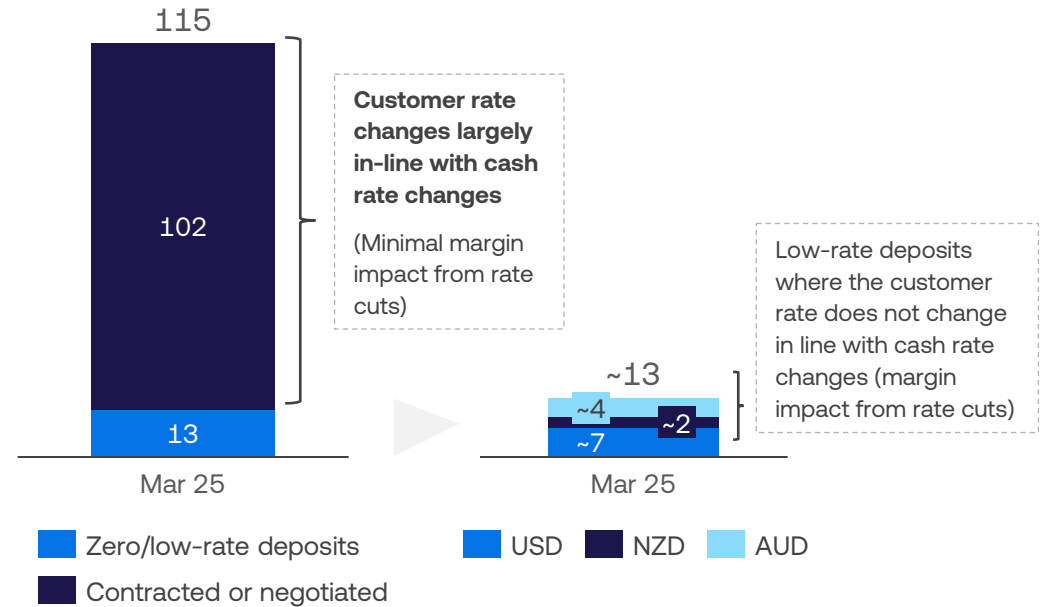 115
102
13
Mar 25
Customer rate
changes largely
in-line with cash
rate changes
(Minimal margin
impact from rate
cuts)
~13
~4
~2
~7
Mar 25
Low-rate deposits
where the customer
rate does not change
in line with cash rate
changes (margin
impact from rate cuts)
Zero/low-rate deposits
Contracted or negotiated
USD
NZD
AUD